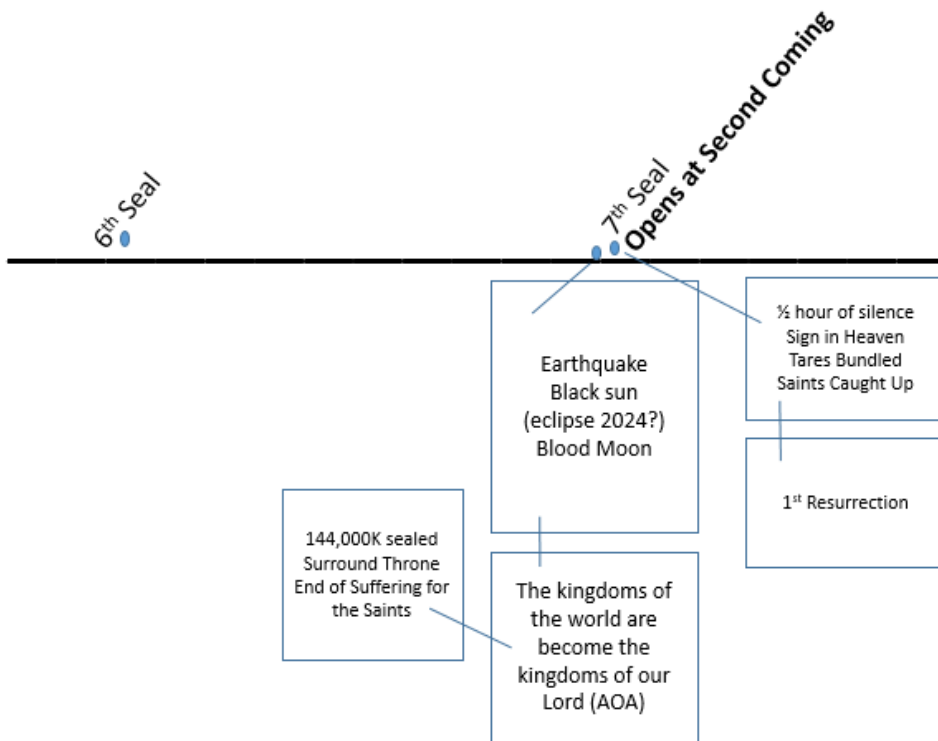 6th Seal
7th Seal
Opens at Second Coming
Earthquake
Black sun
(eclipse 2024?)
Blood Moon
½ hour of silence
Sign in Heaven
Tares Bundled
Saints Caught Up
1st Resurrection
144,000K sealed
Surround Throne
End of Suffering for
the Saints
The kingdoms of
the world are
become the
kingdoms of our
Lord (AOA)